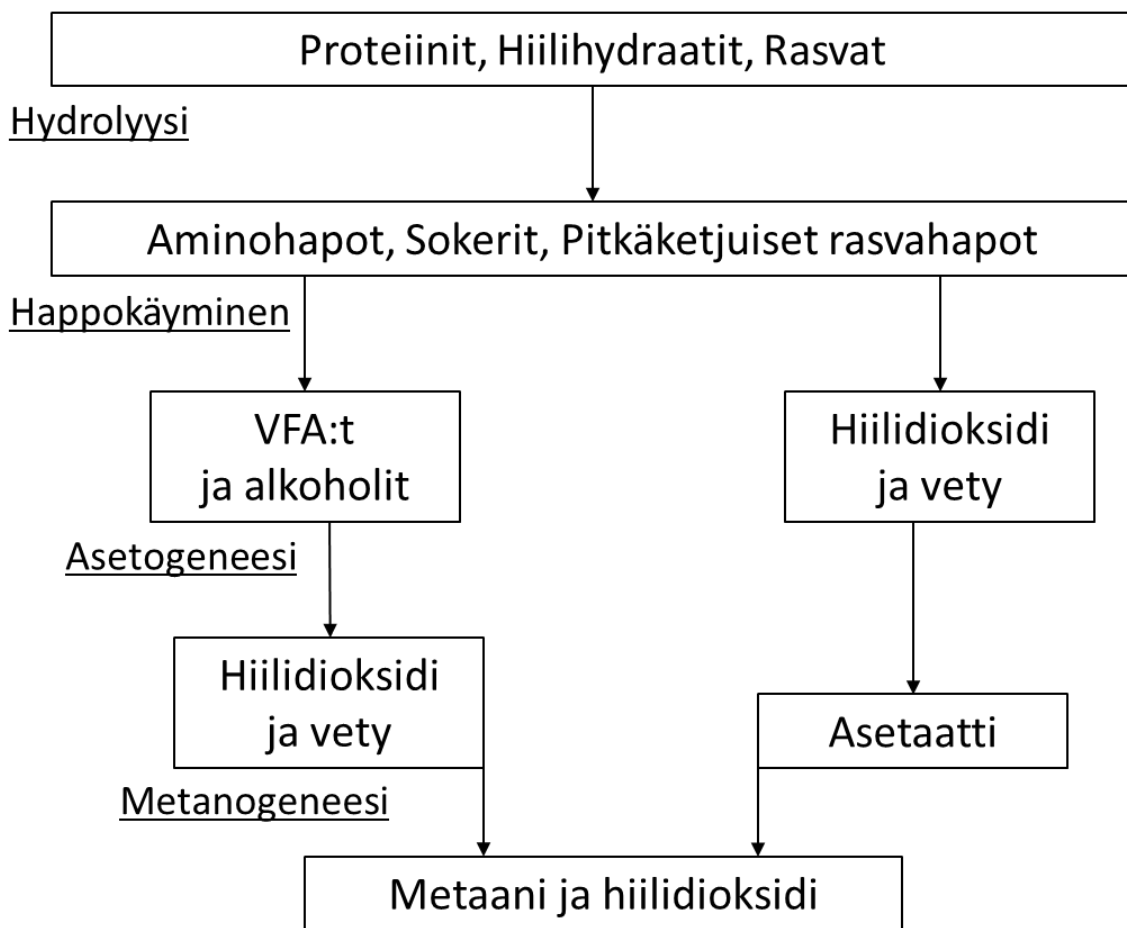 Proteiinit, Hiilihydraatit, Rasvat
Hydrolyysi
Aminohapot, Sokerit, Pitkäketjuiset rasvahapot
Happokäyminen
VFA:t
ja alkoholit
Hiilidioksidi
ja vety
Asetogeneesi
Hiilidioksidi
ja vety
Asetaatti
Metanogeneesi
Metaani ja hiilidioksidi